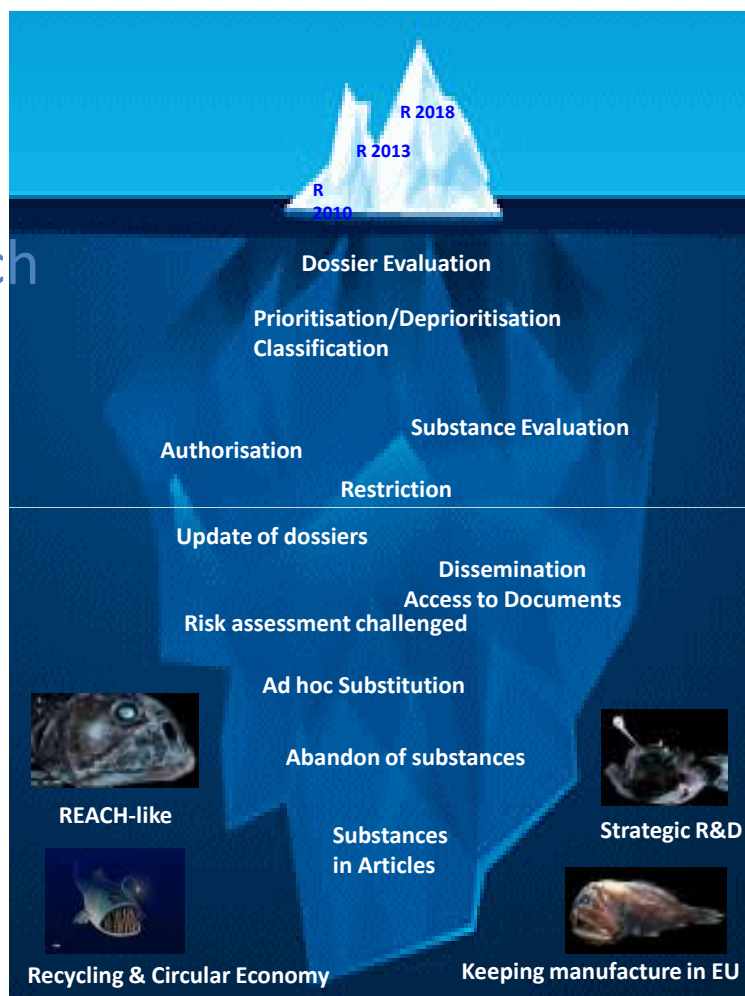 R 2018
R 2013
R
2010
Dossier Evaluation
ch
Prioritisation/Deprioritisation
Classification
Substance Evaluation
Authorisation
Restriction
Update of dossiers
Dissemination
Access to Documents
Risk assessment challenged
Ad hoc Substitution
Abandon of substances
REACH-like
Strategic R&D
Substances
in Articles
Recycling & Circular Economy
Keeping manufacture in EU